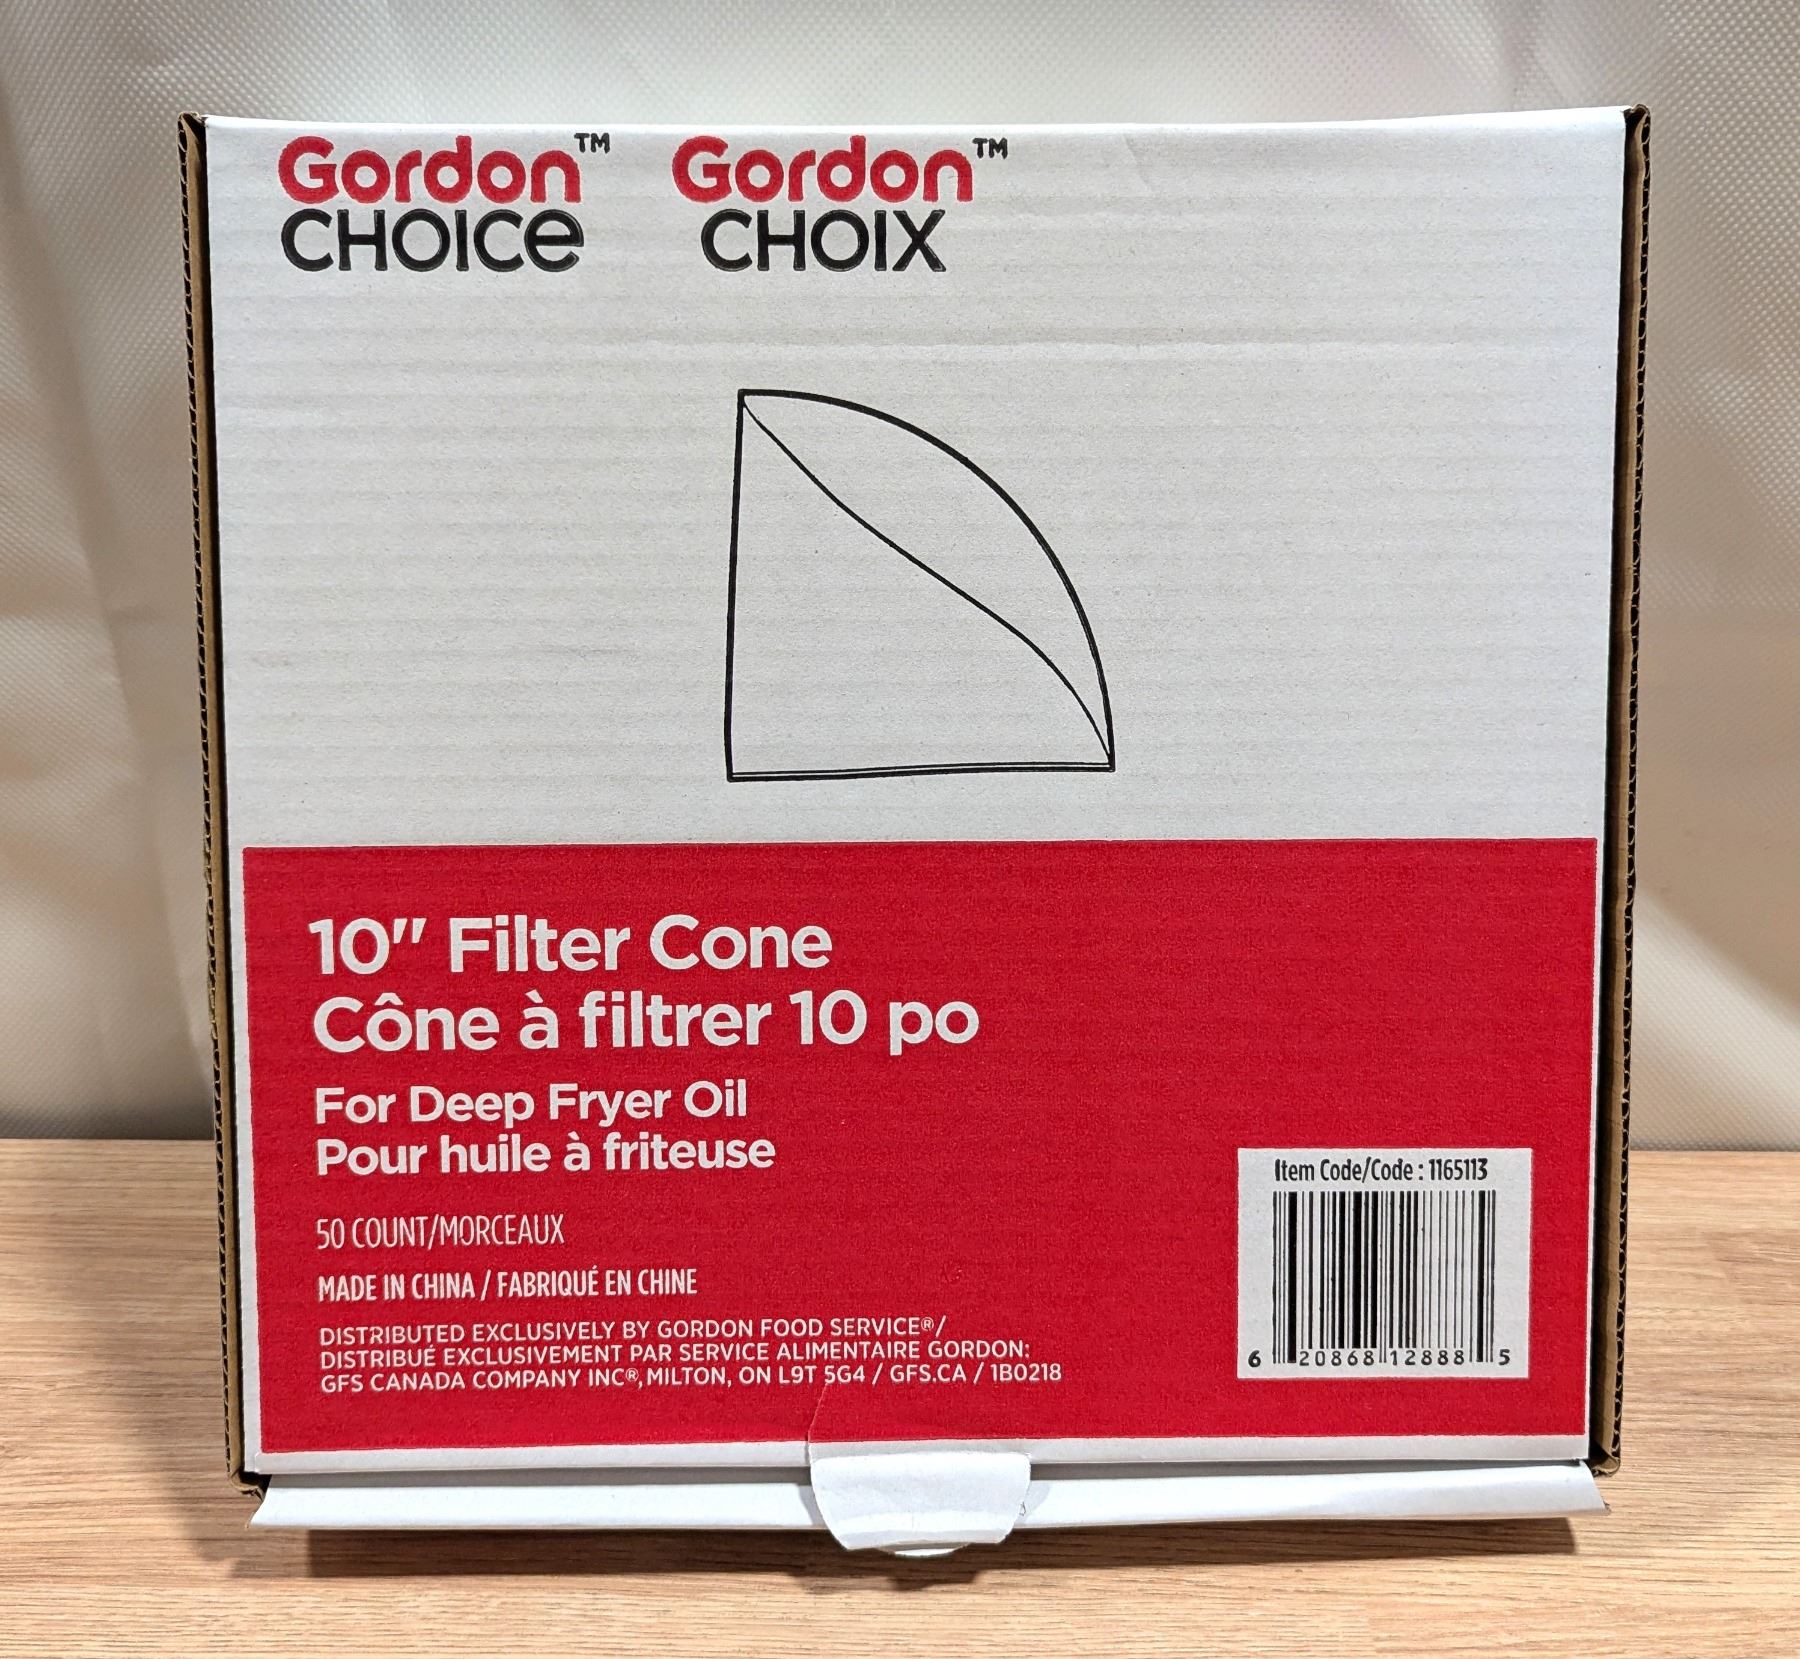 Gordon™ Gordon™
CHOICe CHOIX
10" Filter Cone
Cône à filtrer 10 po
For Deep Fryer Oil
Pour huile à friteuse
50 COUNT/MORCEAUX
MADE IN CHINA / FABRIQUÉ EN CHINE
DISTRIBUTED EXCLUSIVELY BY GORDON FOOD SERVICE®/
DISTRIBUÉ EXCLUSIVEMENT PAR SERVICE ALIMENTAIRE GORDON:
GFS CANADA COMPANY INC®, MILTON, ON L9T 5G4 / GFS.CA / 1B0218
Item Code/Code : 1165113
6 20868 12888 5